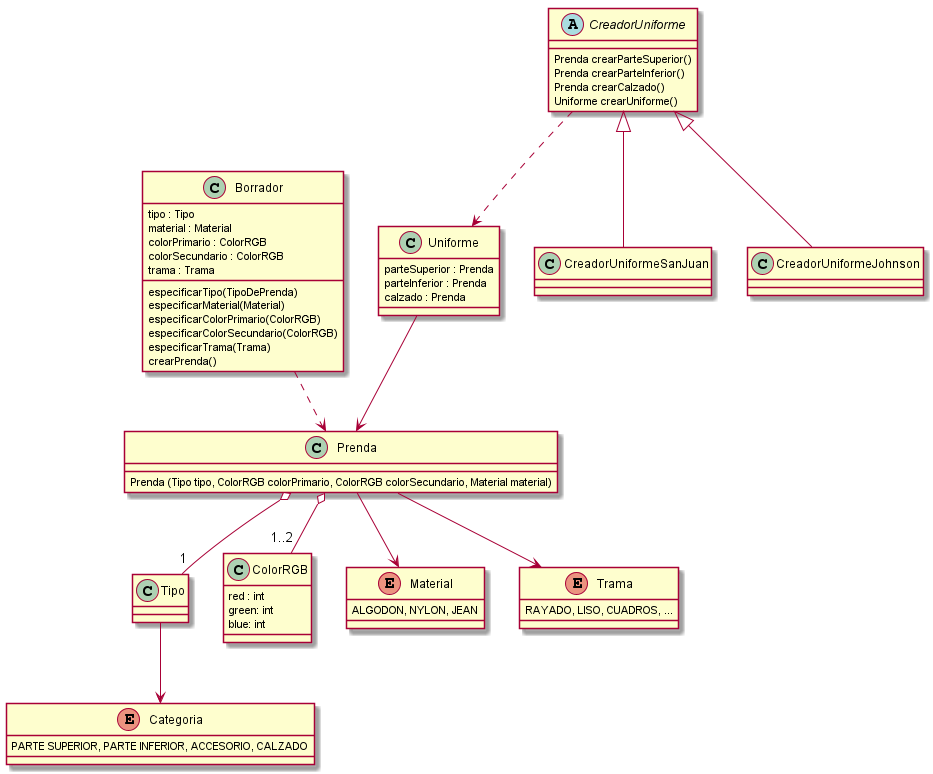 A CreadorUniforme
Prenda crearParteSuperior()
Prenda crearParteInferior()
Prenda crearCalzado()
Uniforme crearUniforme()
C Borrador
tipo : Tipo
material : Material
colorPrimario : ColorRGB
colorSecundario : ColorRGB
trama : Trama
especificarTipo(TipoDePrenda)
especificarMaterial(Material)
especificarColorPrimario(ColorRGB)
especificarColorSecundario(ColorRGB)
especificarTrama(Trama)
crearPrenda()
C Uniforme
parteSuperior : Prenda
parteInferior : Prenda
calzado : Prenda
C CreadorUniformeSanJuan
C CreadorUniformeJohnson
C Prenda
Prenda (Tipo tipo, ColorRGB colorPrimario, ColorRGB colorSecundario, Material material)
1
1..2
C Tipo
C ColorRGB
red : int
green: int
blue: int
E Material
ALGODON, NYLON, JEAN
E Trama
RAYADO, LISO, CUADROS, ...
E Categoria
PARTE SUPERIOR, PARTE INFERIOR, ACCESORIO, CALZADO